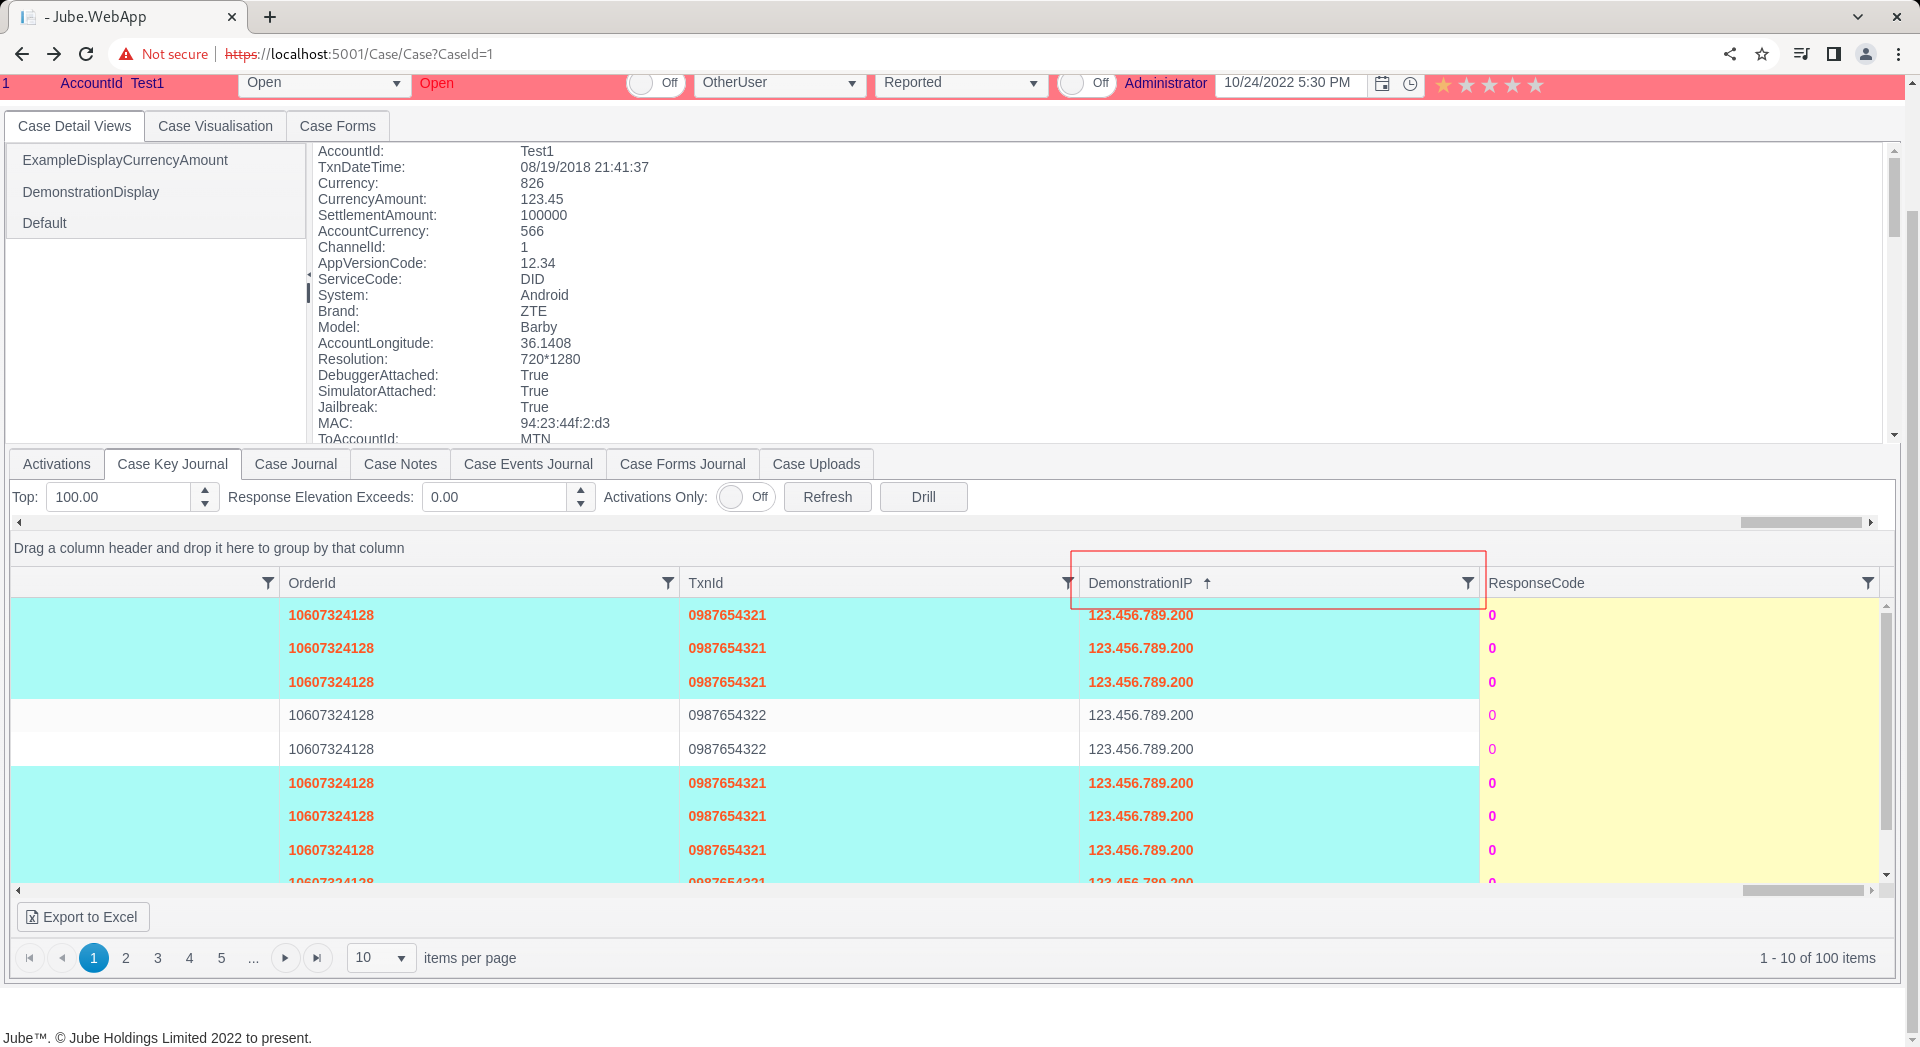 - Jube.WebApp
Not secure https://localhost:5001/Case/Case?CaseId=1
1 AccountId Test1 Open Open Off OtherUser Reported Off Administrator 10/24/2022 5:30 PM
Case Detail Views Case Visualisation Case Forms
ExampleDisplayCurrencyAmount
DemonstrationDisplay
Default
AccountId: Test1
TxnDateTime: 08/19/2018 21:41:37
Currency: 826
CurrencyAmount: 123.45
SettlementAmount: 100000
AccountCurrency: 566
ChannelId: 1
AppVersionCode: 12.34
ServiceCode: DID
System: Android
Brand: ZTE
Model: Barby
AccountLongitude: 36.1408
Resolution: 720*1280
DebuggerAttached: True
SimulatorAttached: True
Jailbreak: True
MAC: 94:23:44f:2:d3
ToAccountId: MTN
Activations Case Key Journal Case Journal Case Notes Case Events Journal Case Forms Journal Case Uploads
Top: 100.00 Response Elevation Exceeds: 0.00 Activations Only: Off Refresh Drill
Drag a column header and drop it here to group by that column
OrderId TxnId DemonstrationIP ResponseCode
10607324128 0987654321 123.456.789.200 0
10607324128 0987654321 123.456.789.200 0
10607324128 0987654321 123.456.789.200 0
10607324128 0987654322 123.456.789.200 0
10607324128 0987654322 123.456.789.200 0
10607324128 0987654321 123.456.789.200 0
10607324128 0987654321 123.456.789.200 0
10607324128 0987654321 123.456.789.200 0
10607324128 0987654321 123.456.789.200 0
Export to Excel
1 2 3 4 5 ... 10 items per page 1 - 10 of 100 items
Jube™. © Jube Holdings Limited 2022 to present.